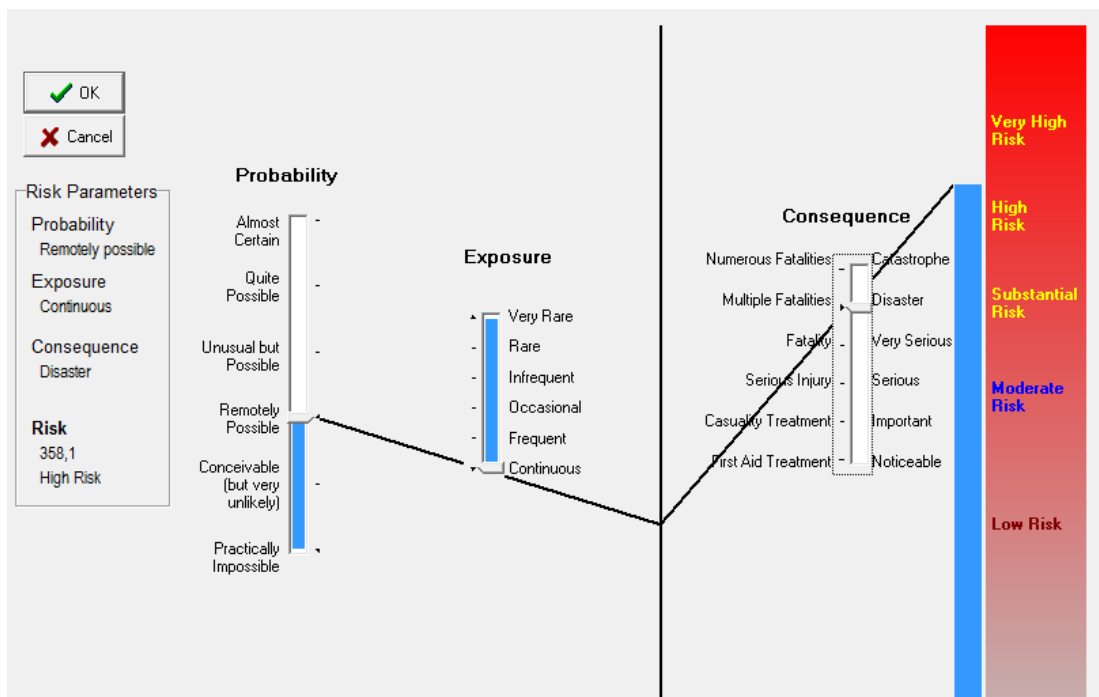 OK
Cancel
Risk Parameters
Probability
Remotely possible
Exposure
Continuous
Consequence
Disaster
Risk
358,1
High Risk
Probability
Almost
Certain
Quite
Possible
Unusual but
Possible
Remotely
Possible
Conceivable
(but very
unlikely)
Practically
Impossible
Exposure
Very Rare
Rare
Infrequent
Occasional
Frequent
Continuous
Consequence
Numerous Fatalities
Catastrophe
Multiple Fatalities
Disaster
Fatality
Very Serious
Serious Injury
Serious
Casuality Treatment
Important
First Aid Treatment
Noticeable
Very High
Risk
High
Risk
Substantial
Risk
Moderate
Risk
Low Risk